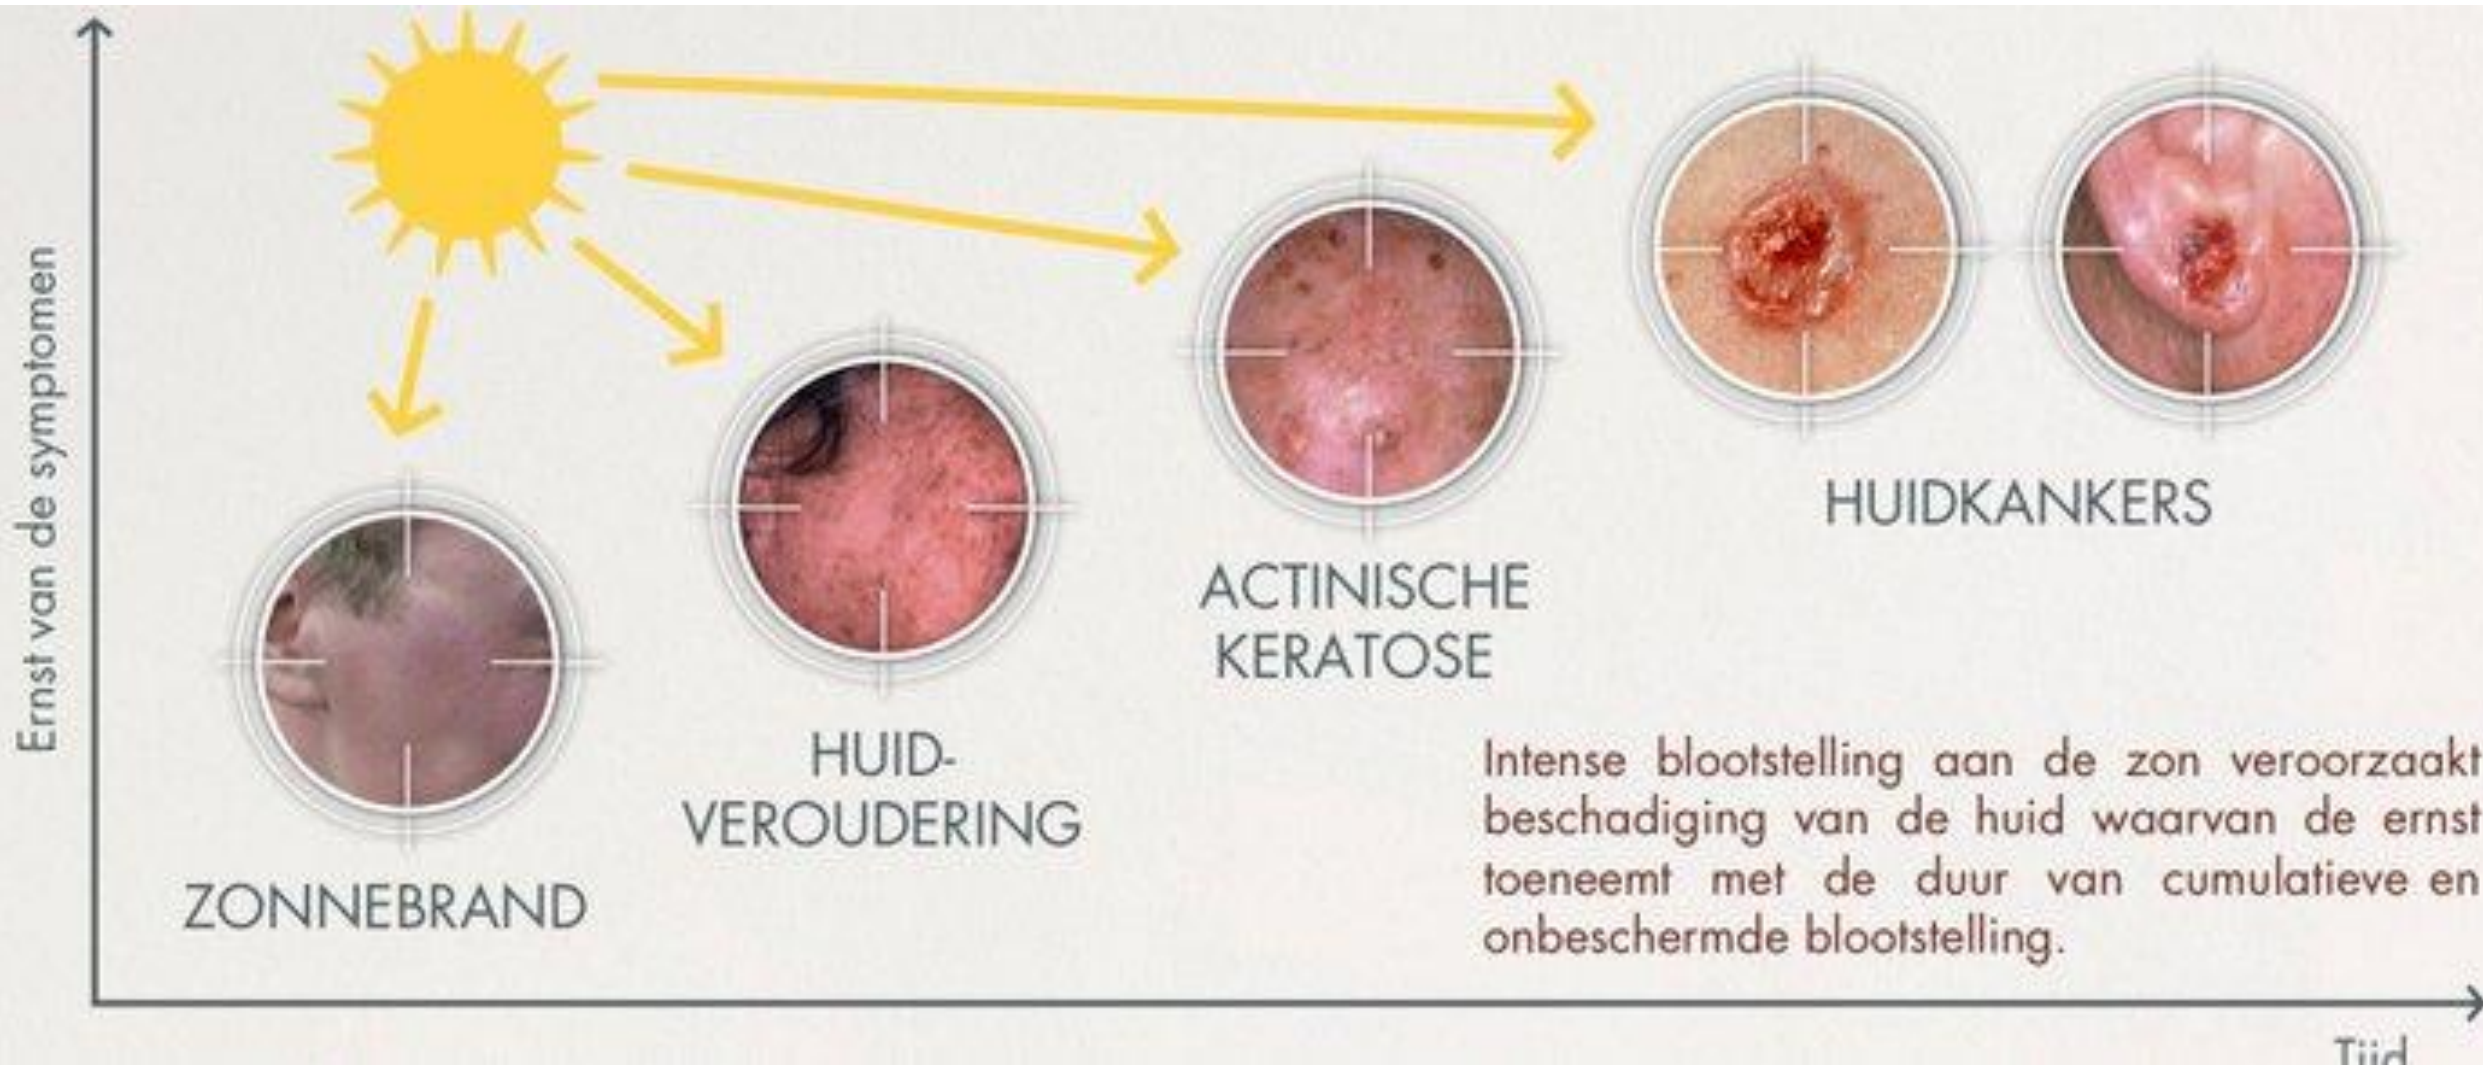 Ernst van de symptomen
ZONNEBRAND
HUID-
VEROUDERING
ACTINISCHE
KERATOSE
HUIDKANKERS
Intense blootstelling aan de zon veroorzaakt
beschadiging van de huid waarvan de ernst
toeneemt met de duur van cumulatieve en
onbeschermde blootstelling.
Tijd